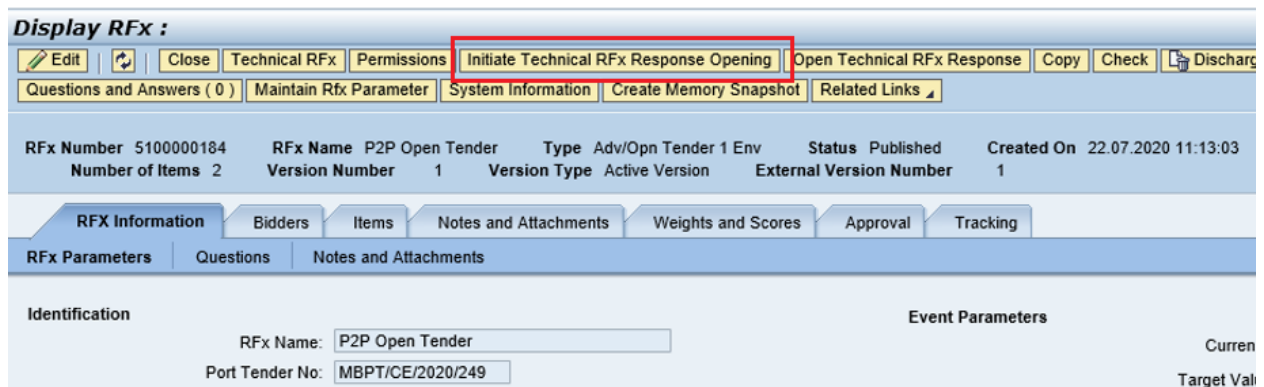 Display RFx :
Edit Close Technical RFx Permissions Initiate Technical RFx Response Opening Open Technical RFx Response Copy Check Discharg
Questions and Answers ( 0 ) Maintain Rfx Parameter System Information Create Memory Snapshot Related Links
RFx Number 5100000184 RFx Name P2P Open Tender Type Adv/Opn Tender 1 Env Status Published Created On 22.07.2020 11:13:03
Number of Items 2 Version Number 1 Version Type Active Version External Version Number 1
RFX Information Bidders Items Notes and Attachments Weights and Scores Approval Tracking
RFx Parameters Questions Notes and Attachments
Identification Event Parameters
RFx Name: P2P Open Tender Curren
Port Tender No: MBPT/CE/2020/249 Target Valu